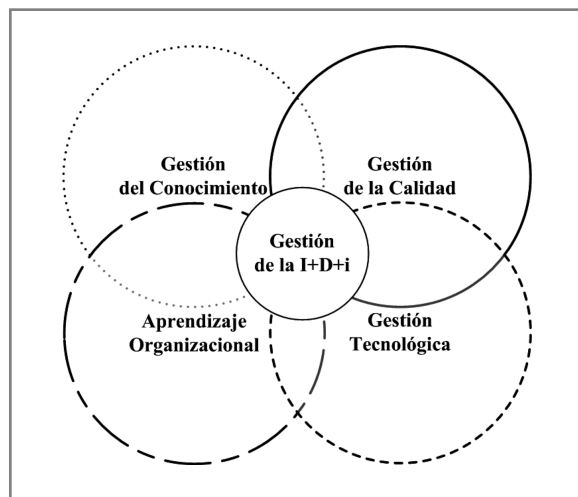 Gestión
del Conocimiento
Gestión
de la Calidad
Gestión
de la I+D+i
Aprendizaje
Organizacional
Gestión
Tecnológica